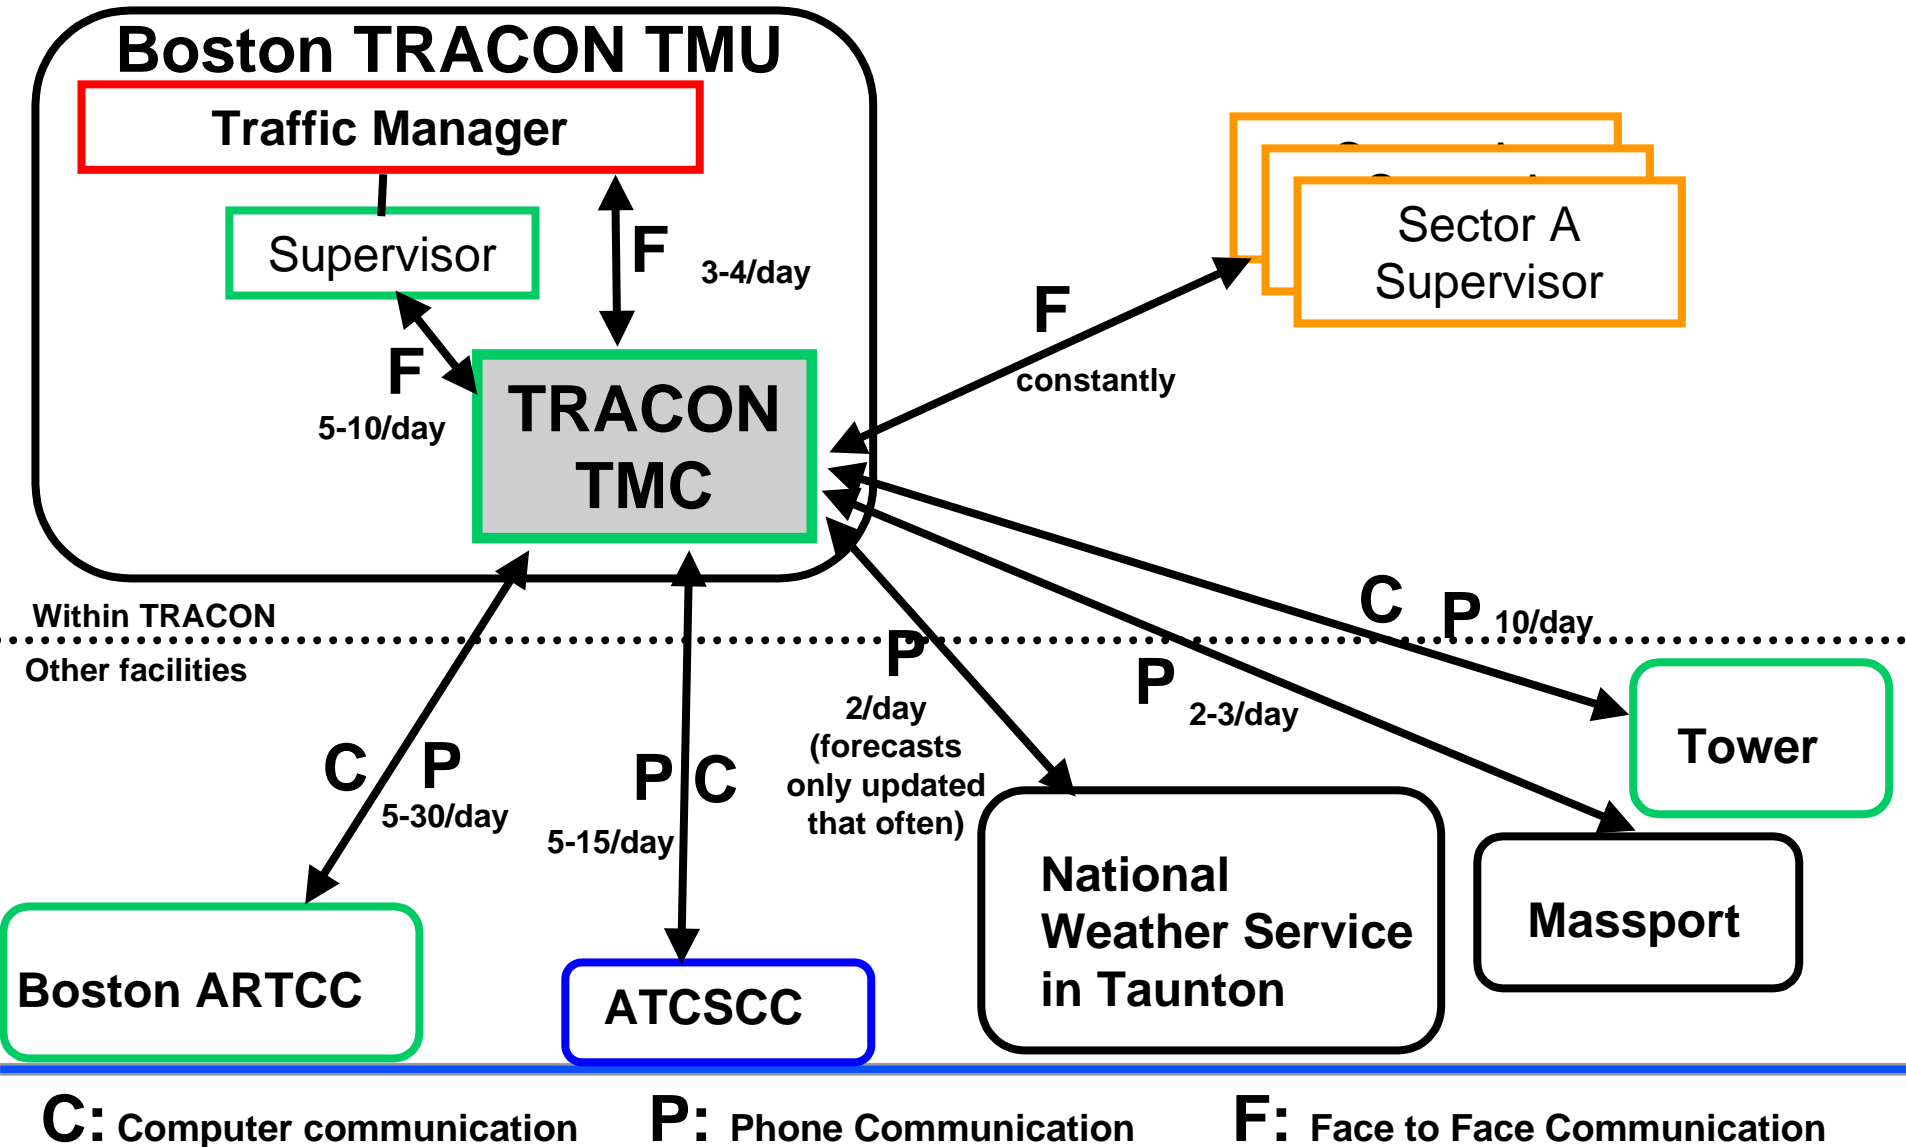 Boston TRACON TMU
Traffic Manager
Supervisor
F
3-4/day
F
5-10/day
TRACON
TMC
Sector A
Supervisor
F
constantly
Within TRACON
Other facilities
C P
10/day
P
2-3/day
P
2/day
(forecasts
only updated
that often)
C P
5-30/day
P C
5-15/day
Tower
Massport
National
Weather Service
in Taunton
Boston ARTCC
ATCSCC
C: Computer communication
P: Phone Communication
F: Face to Face Communication